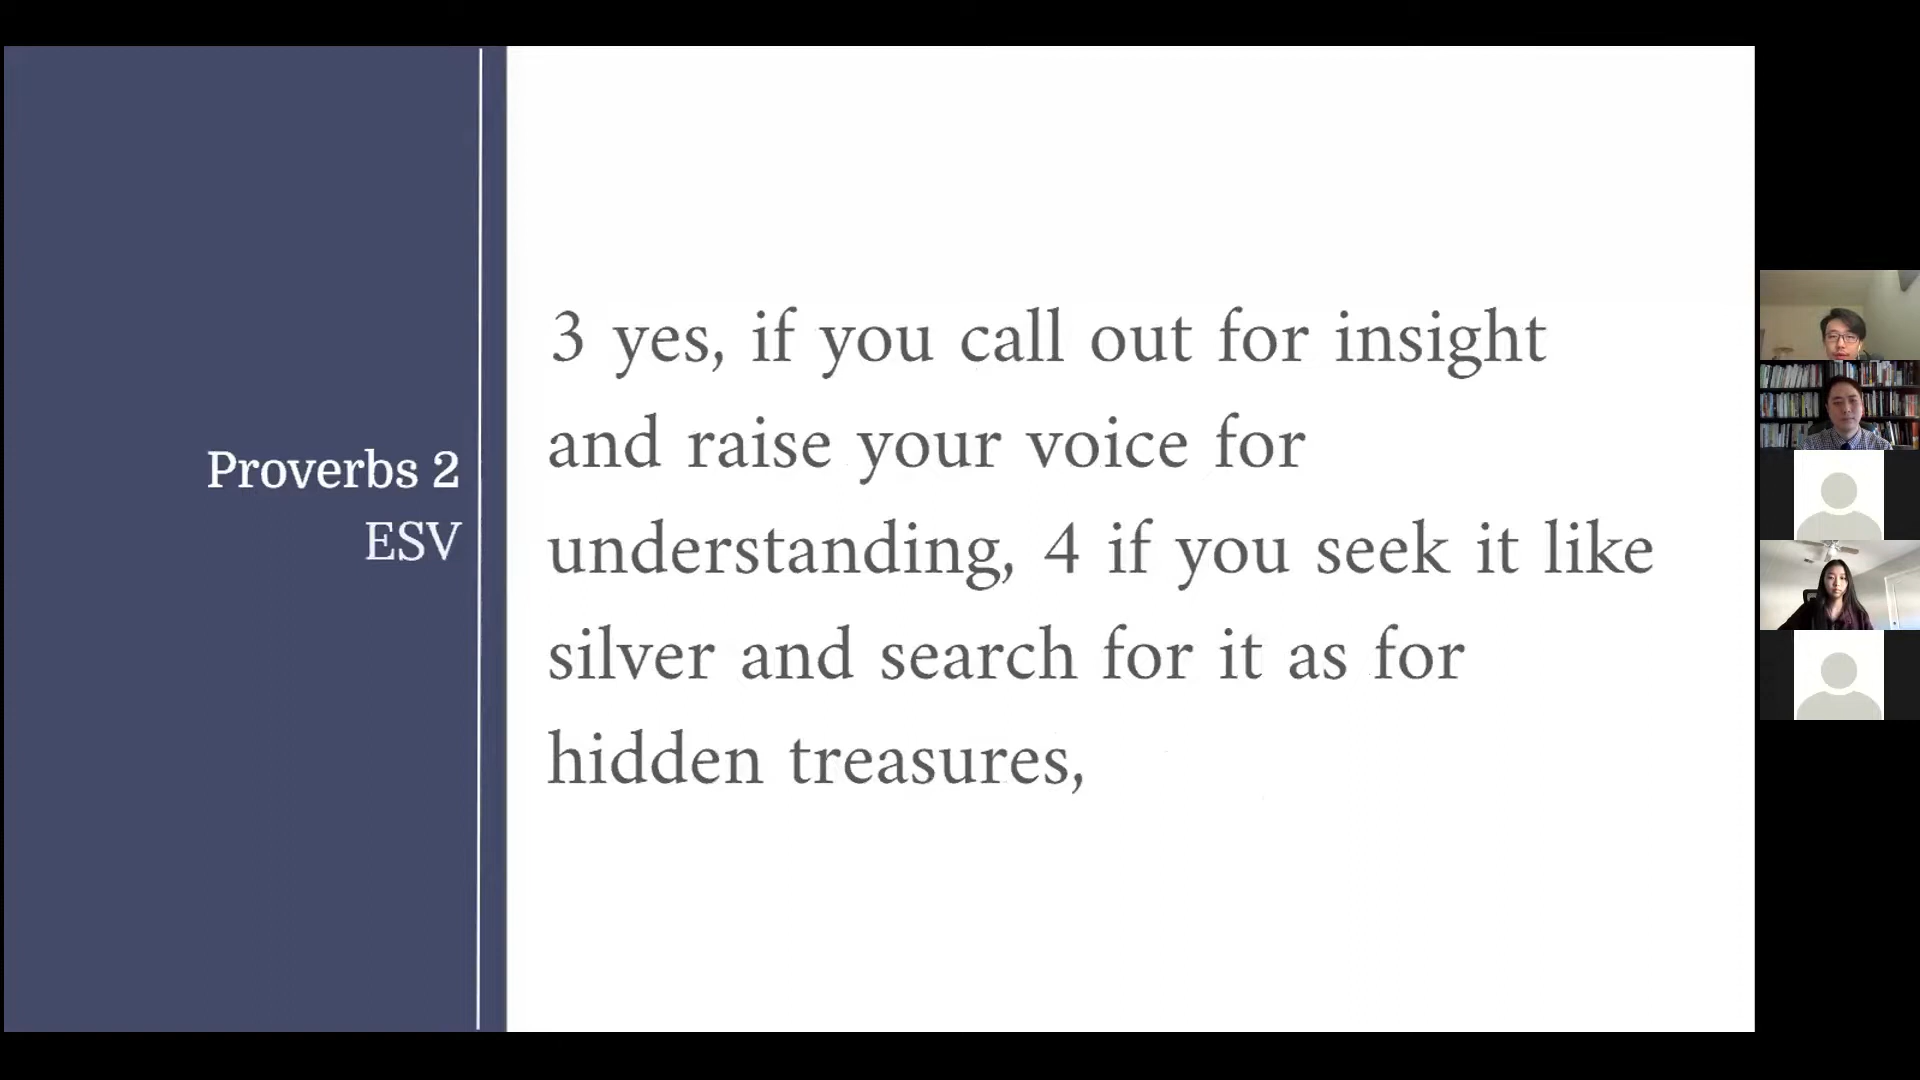 Proverbs 2
ESV
3 yes, if you call out for insight
and raise your voice for
understanding, 4 if you seek it like
silver and search for it as for
hidden treasures,